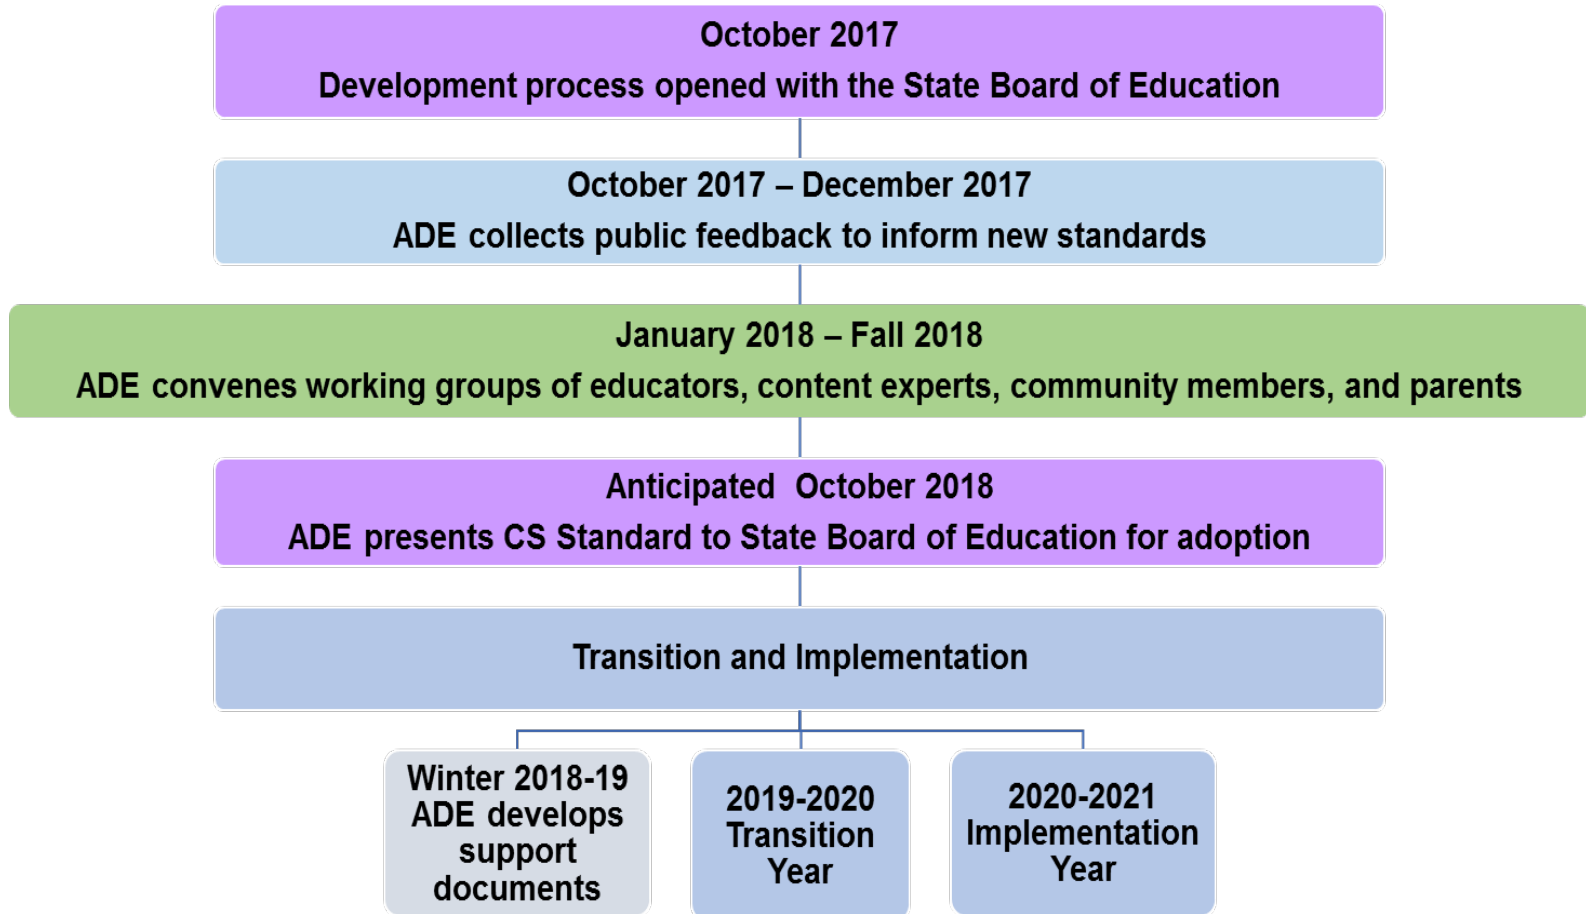 October 2017
Development process opened with the State Board of Education
October 2017 – December 2017
ADE collects public feedback to inform new standards
January 2018 – Fall 2018
ADE convenes working groups of educators, content experts, community members, and parents
Anticipated  October 2018
ADE presents CS Standard to State Board of Education for adoption
Transition and Implementation
Winter 2018-19
ADE develops
support
documents
2019-2020
Transition
Year
2020-2021
Implementation
Year